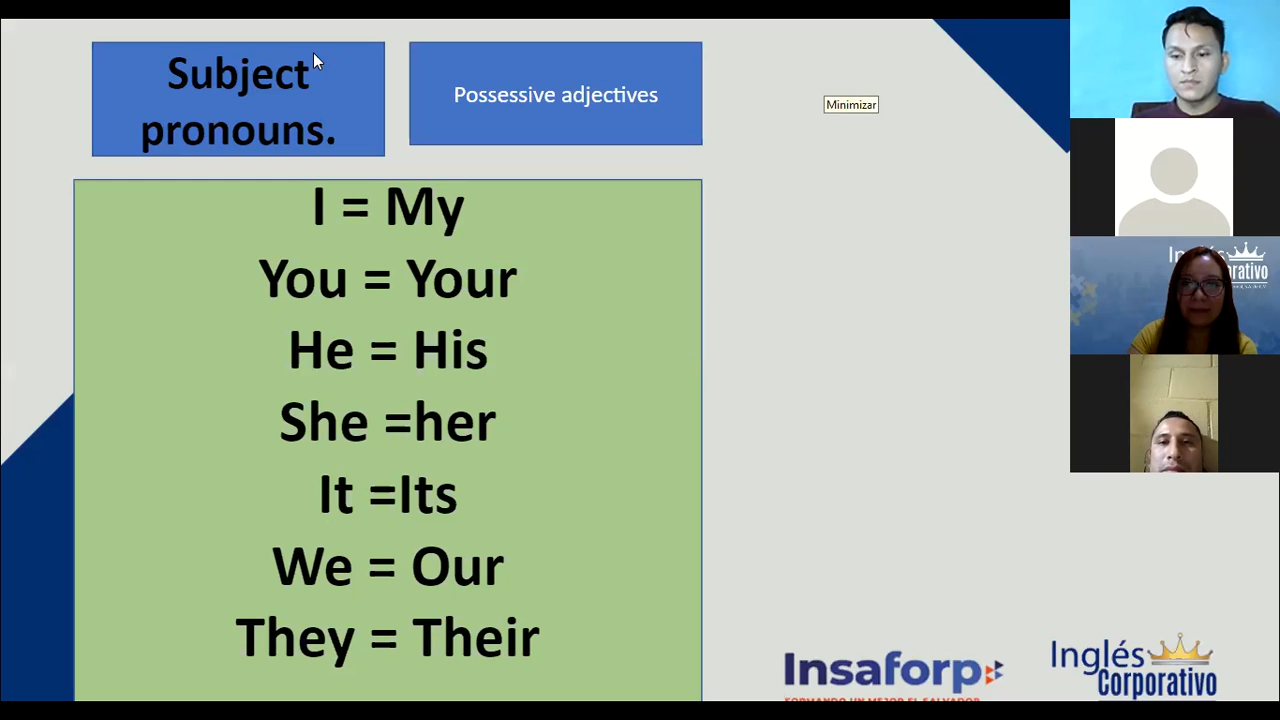 Subject
pronouns.
Possessive adjectives
Minimizar
I = My
You = Your
He = His
She =her
It =Its
We = Our
They = Their
Insaforp
Inglés
Corporativo